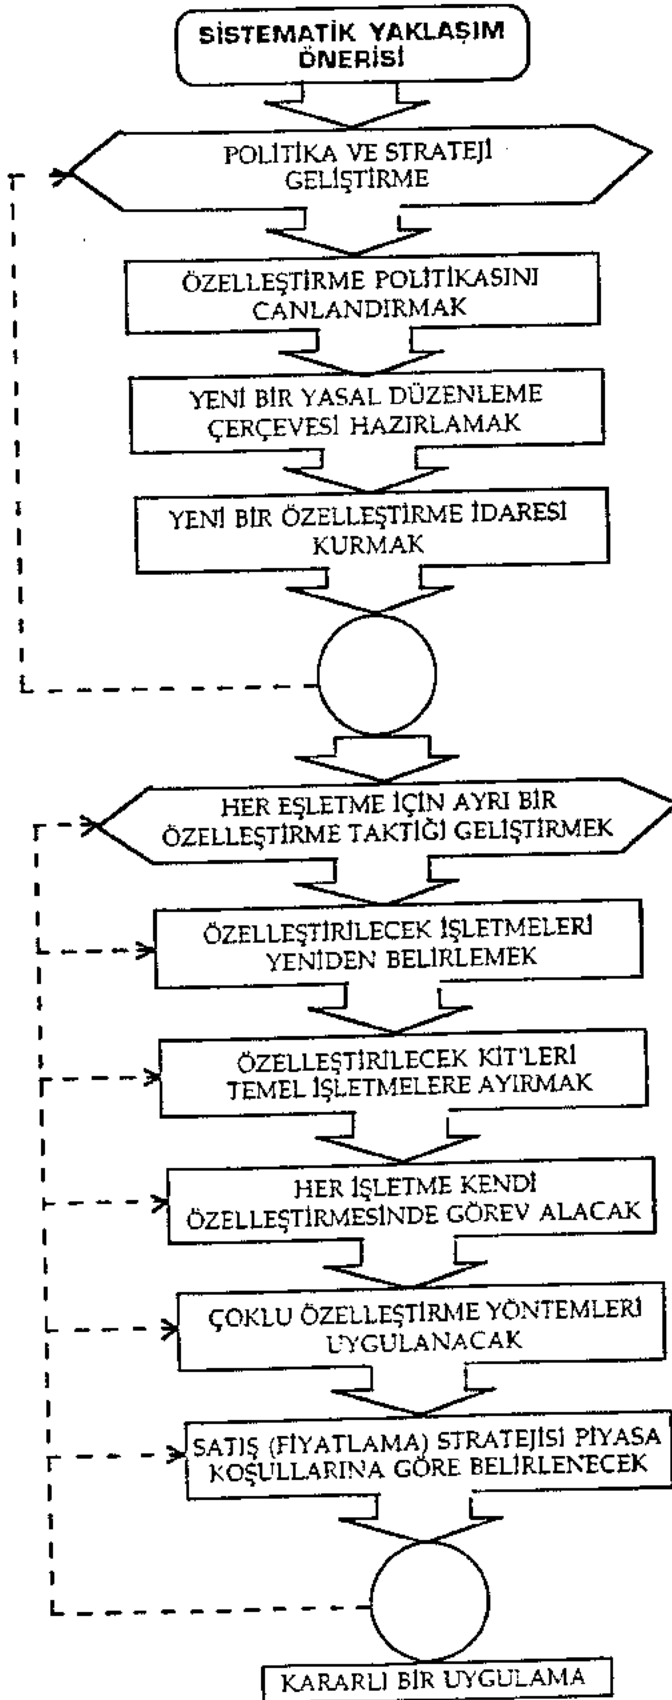 SİSTEMATİK YAKLAŞIM
ÖNERİSİ
POLİTİKA VE STRATEJİ
GELİŞTİRME
ÖZELLEŞTİRME POLİTİKASINI
CANLANDIRMAK
YENİ BİR YASAL DÜZENLEME
ÇERÇEVESİ HAZIRLAMAK
YENİ BİR ÖZELLEŞTİRME İDARESİ
KURMAK
HER EŞLETME İÇİN AYRI BİR
ÖZELLEŞTİRME TAKTİĞİ GELİŞTİRMEK
ÖZELLEŞTİRİLECEK İŞLETMELERİ
YENİDEN BELİRLEMEK
ÖZELLEŞTİRİLECEK KİT'LERİ
TEMEL İŞLETMELERE AYIRMAK
HER İŞLETME KENDİ
ÖZELLEŞTİRMESİNDE GÖREV ALACAK
ÇOKLU ÖZELLEŞTİRME YÖNTEMLERİ
UYGULANACAK
SATIŞ (FİYATLAMA) STRATEJİSİ PİYASA
KOŞULLARINA GÖRE BELİRLENECEK
KARARLI BİR UYGULAMA